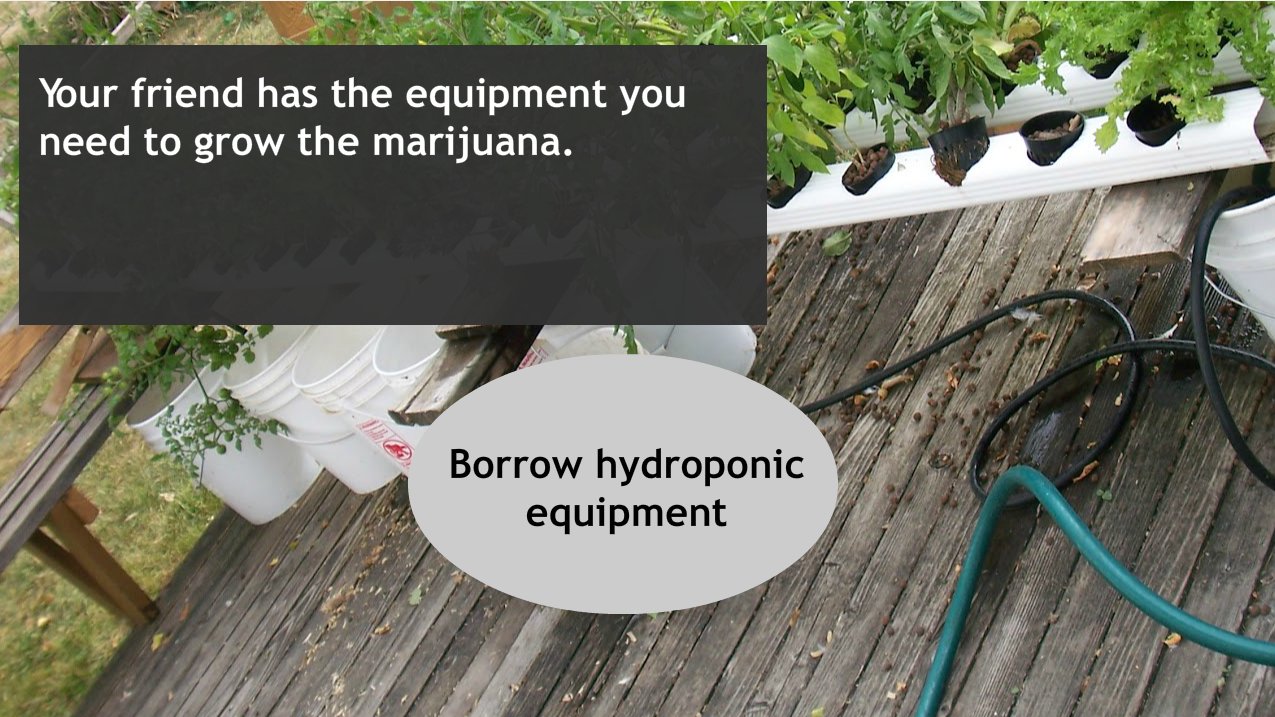 Your friend has the equipment you
need to grow the marijuana.
Borrow hydroponic
equipment